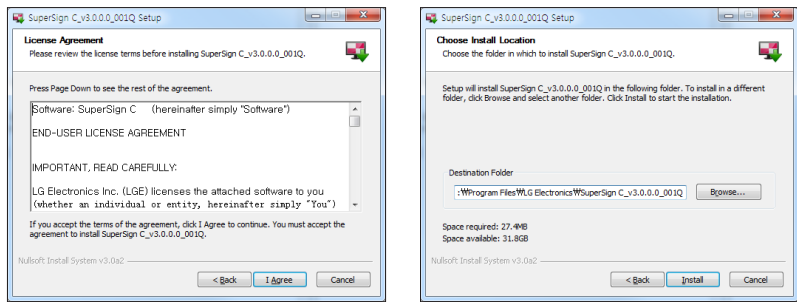 SuperSign C_v3.0.0.0_001Q Setup
License Agreement
Please review the license terms before installing SuperSign C_v3.0.0.0_001Q.
Press Page Down to see the rest of the agreement.
Software: SuperSign C (hereinafter simply "Software")
END-USER LICENSE AGREEMENT
IMPORTANT, READ CAREFULLY:
LG Electronics Inc. (LGE) licenses the attached software to you
(whether an individual or entity, hereinafter simply "You")
If you accept the terms of the agreement, click I Agree to continue. You must accept the
agreement to install SuperSign C_v3.0.0.0_001Q.
Nullsoft Install System v3.0a2
< Back
I Agree
Cancel
SuperSign C_v3.0.0.0_001Q Setup
Choose Install Location
Choose the folder in which to install SuperSign C_v3.0.0.0_001Q.
Setup will install SuperSign C_v3.0.0.0_001Q in the following folder. To install in a different
folder, click Browse and select another folder. Click Install to start the installation.
Destination Folder
:₩Program Files₩LG Electronics₩SuperSign C_v3.0.0.0_001Q
Browse...
Space required: 27.4MB
Space available: 31.8GB
Nullsoft Install System v3.0a2
< Back
Install
Cancel